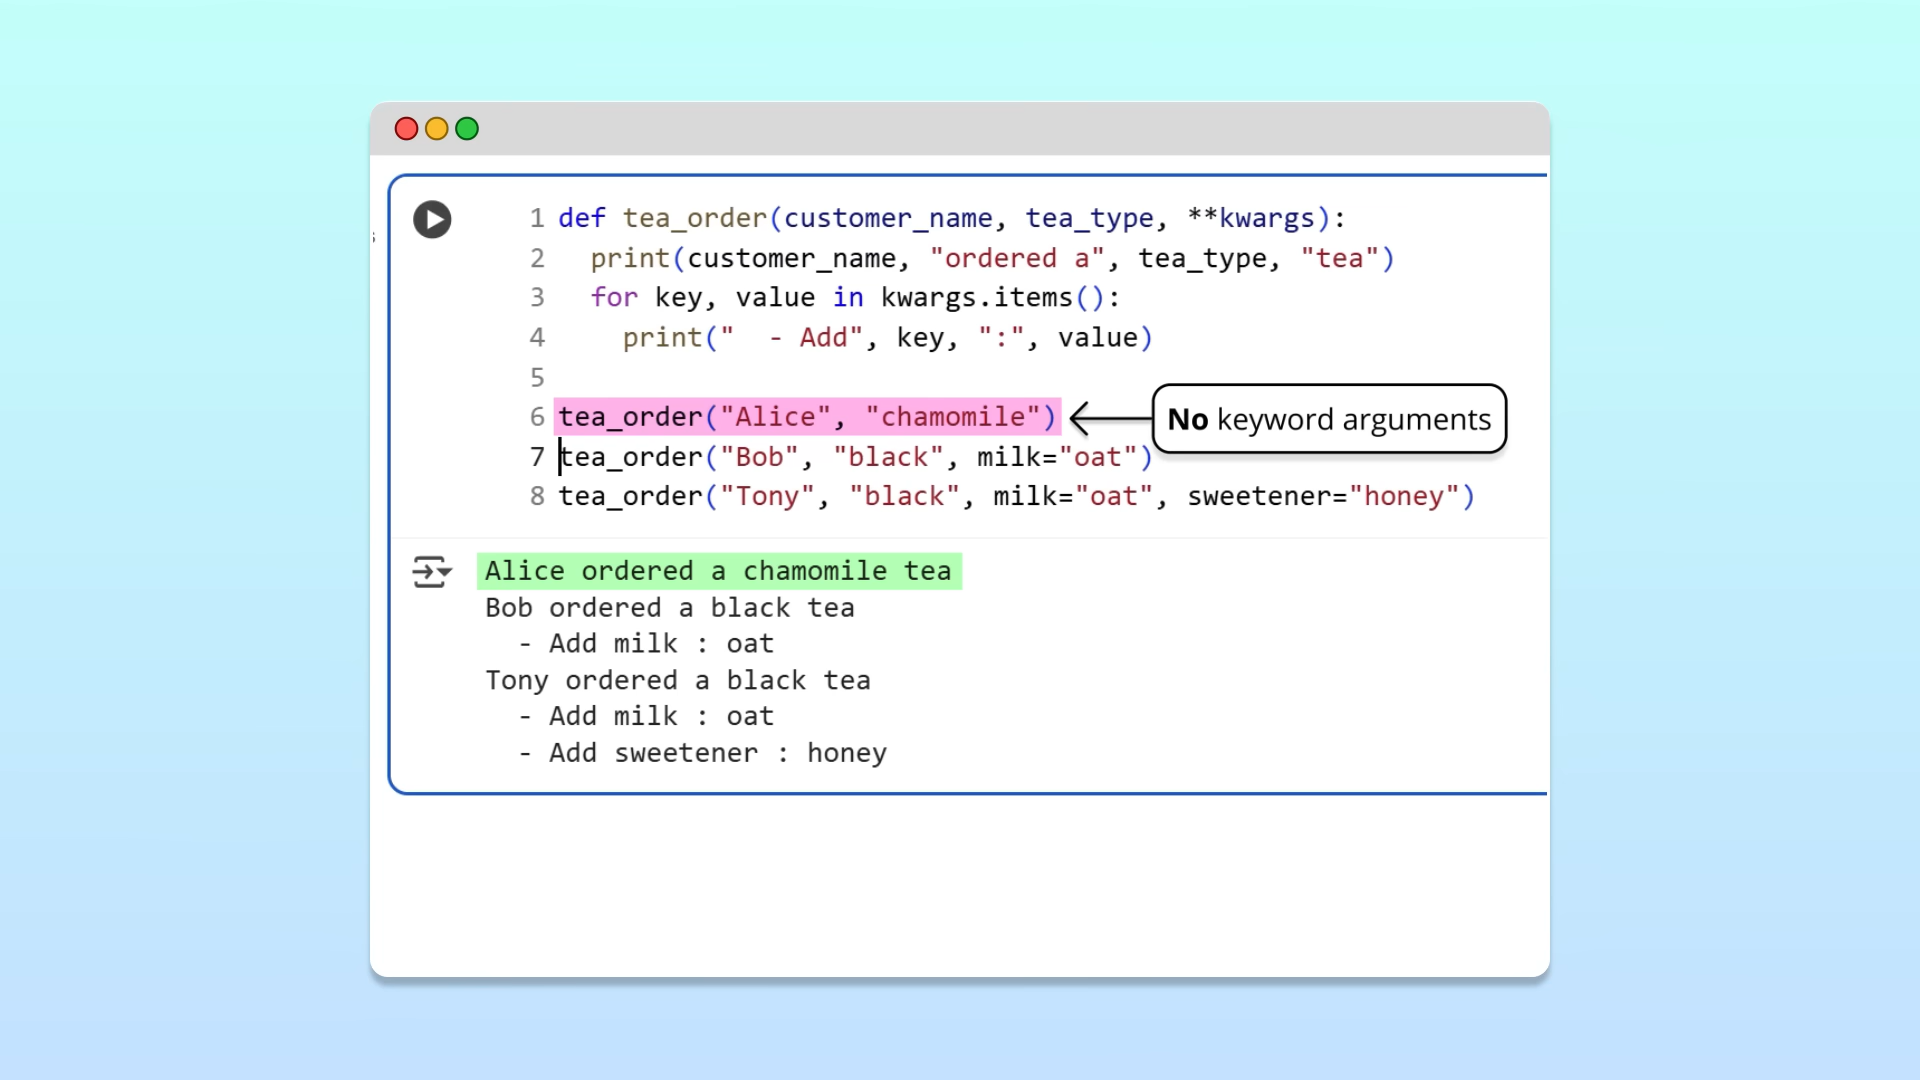 1 def tea_order(customer_name, tea_type, **kwargs):
2   print(customer_name, "ordered a", tea_type, "tea")
3   for key, value in kwargs.items():
4     print("  - Add", key, ":", value)
5
6 tea_order("Alice", "chamomile")
No keyword arguments
7 tea_order("Bob", "black", milk="oat")
8 tea_order("Tony", "black", milk="oat", sweetener="honey")
Alice ordered a chamomile tea
Bob ordered a black tea
  - Add milk : oat
Tony ordered a black tea
  - Add milk : oat
  - Add sweetener : honey